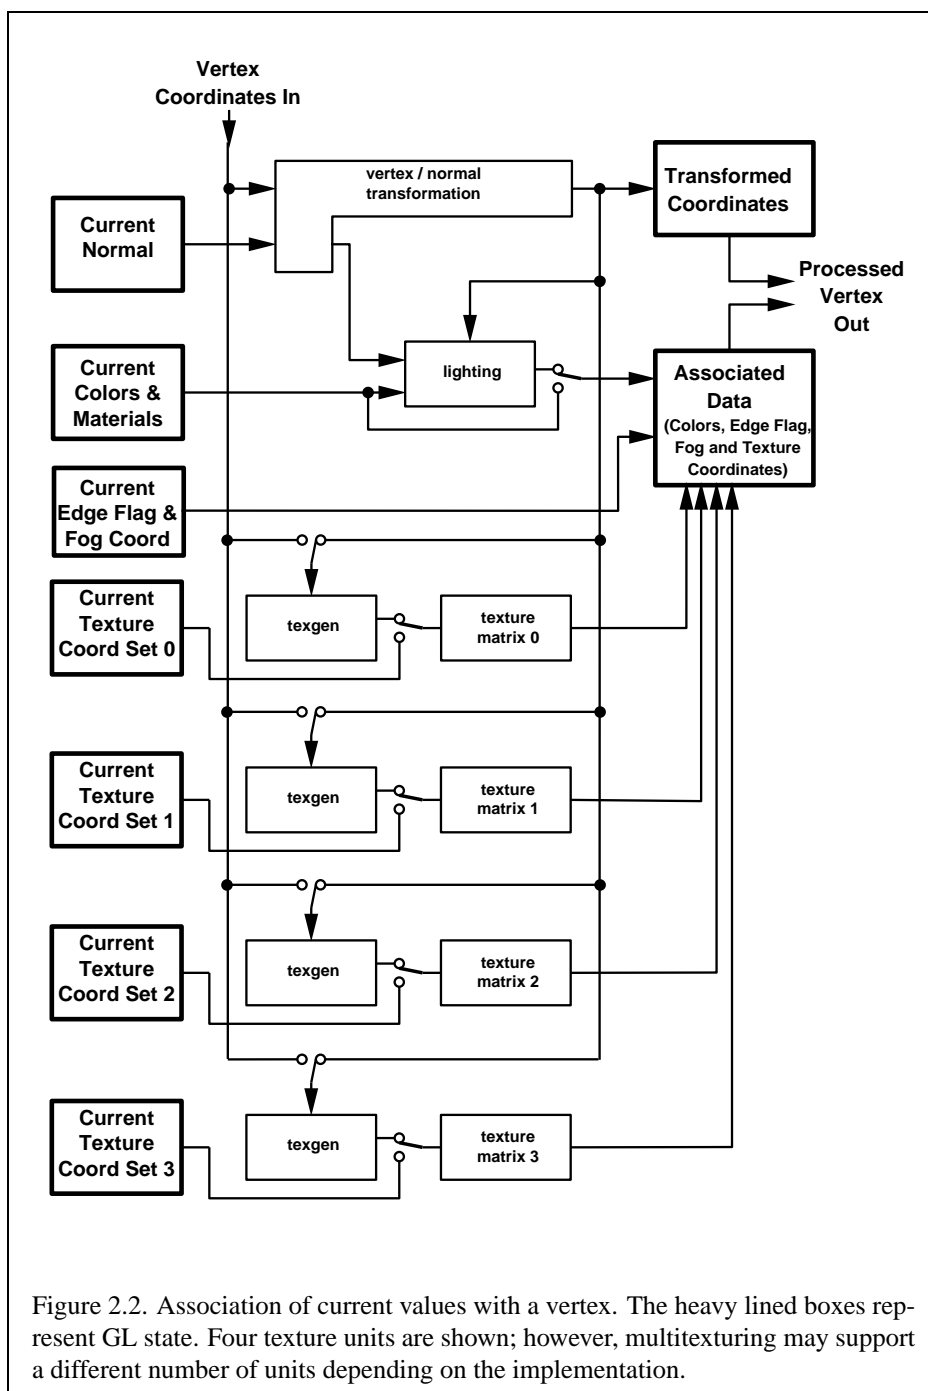 Vertex
Coordinates In
vertex / normal
transformation
Transformed
Coordinates
Current
Normal
Processed
Vertex
Out
Current
Colors &
Materials
lighting
Associated
Data
(Colors, Edge Flag,
Fog and Texture
Coordinates)
Current
Edge Flag &
Fog Coord
Current
Texture
Coord Set 0
texgen
texture
matrix 0
Current
Texture
Coord Set 1
texgen
texture
matrix 1
Current
Texture
Coord Set 2
texgen
texture
matrix 2
Current
Texture
Coord Set 3
texgen
texture
matrix 3
Figure 2.2. Association of current values with a vertex. The heavy lined boxes rep-
resent GL state. Four texture units are shown; however, multitexturing may support
a different number of units depending on the implementation.